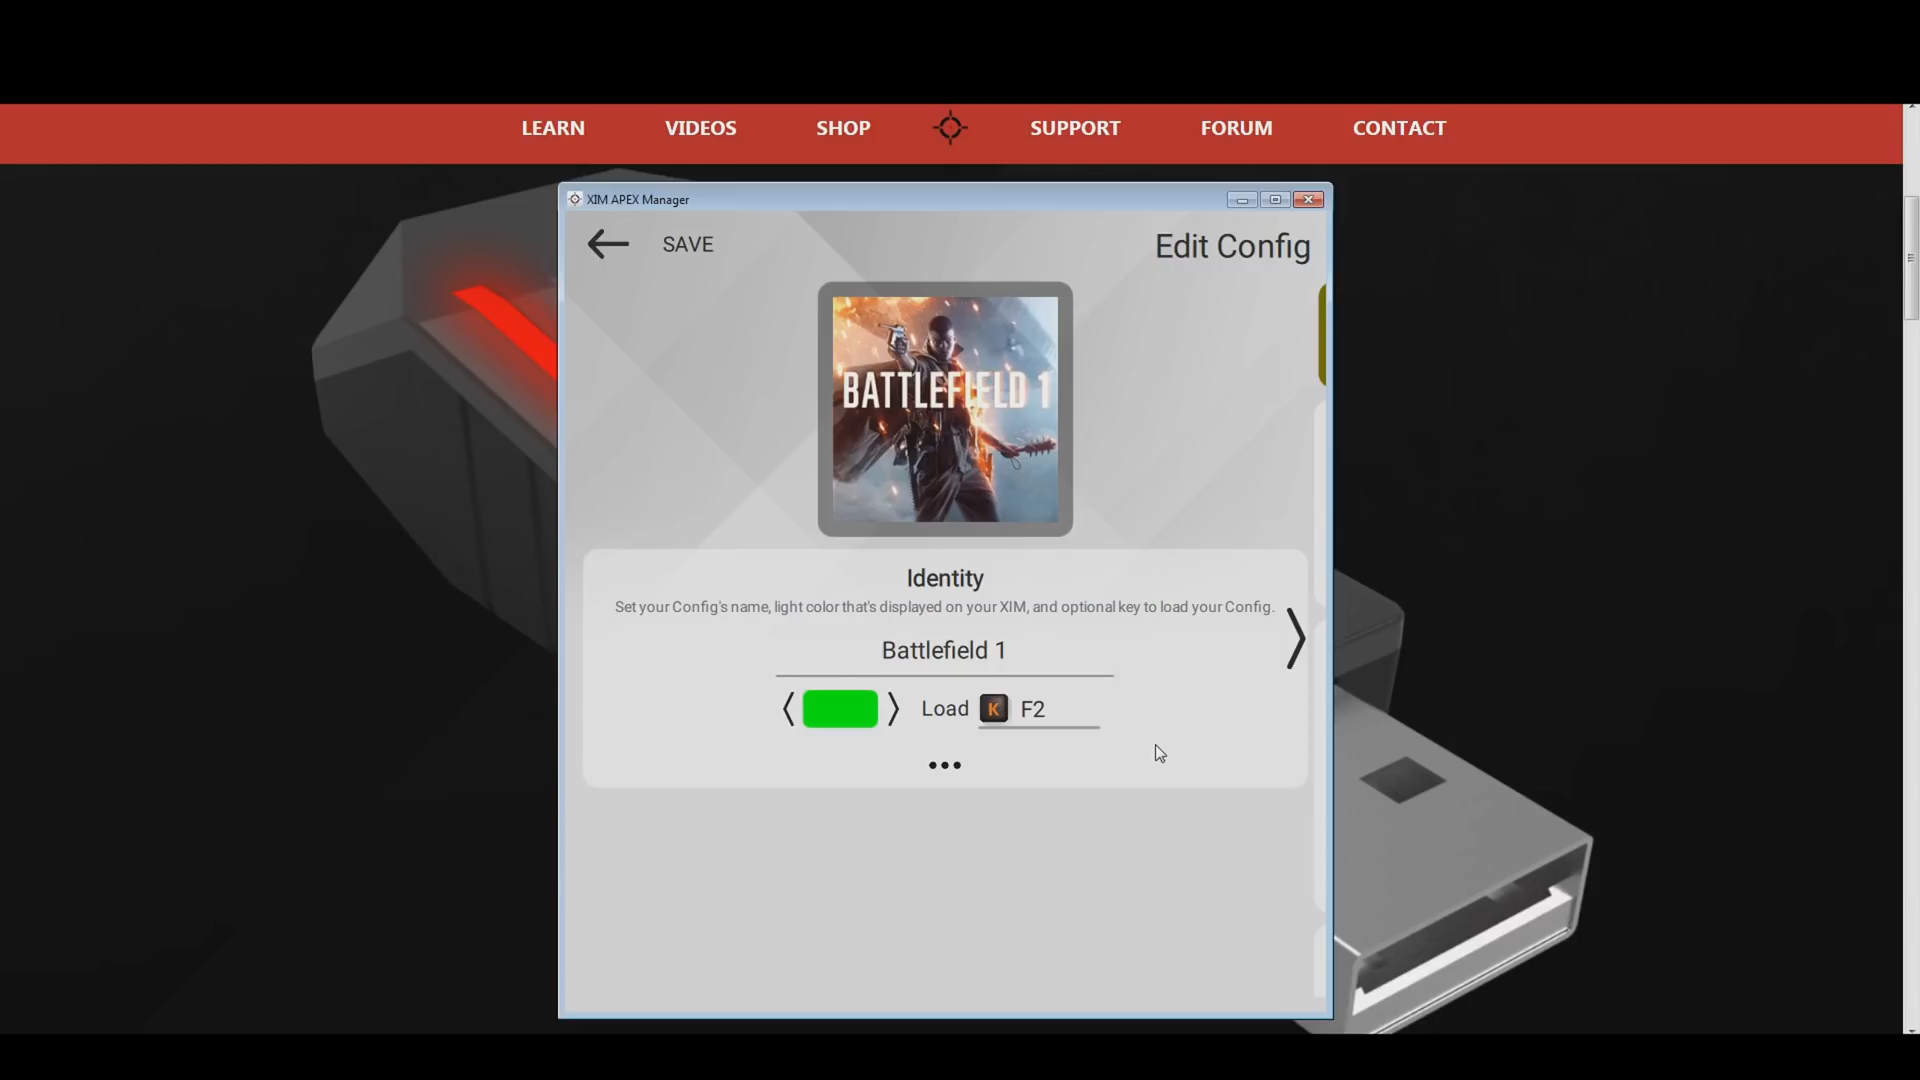 LEARN VIDEOS SHOP SUPPORT FORUM CONTACT
XIM APEX Manager
SAVE
Edit Config
BATTLEFIELD 1
Identity
Set your Config's name, light color that's displayed on your XIM, and optional key to load your Config.
Battlefield 1
Load K F2